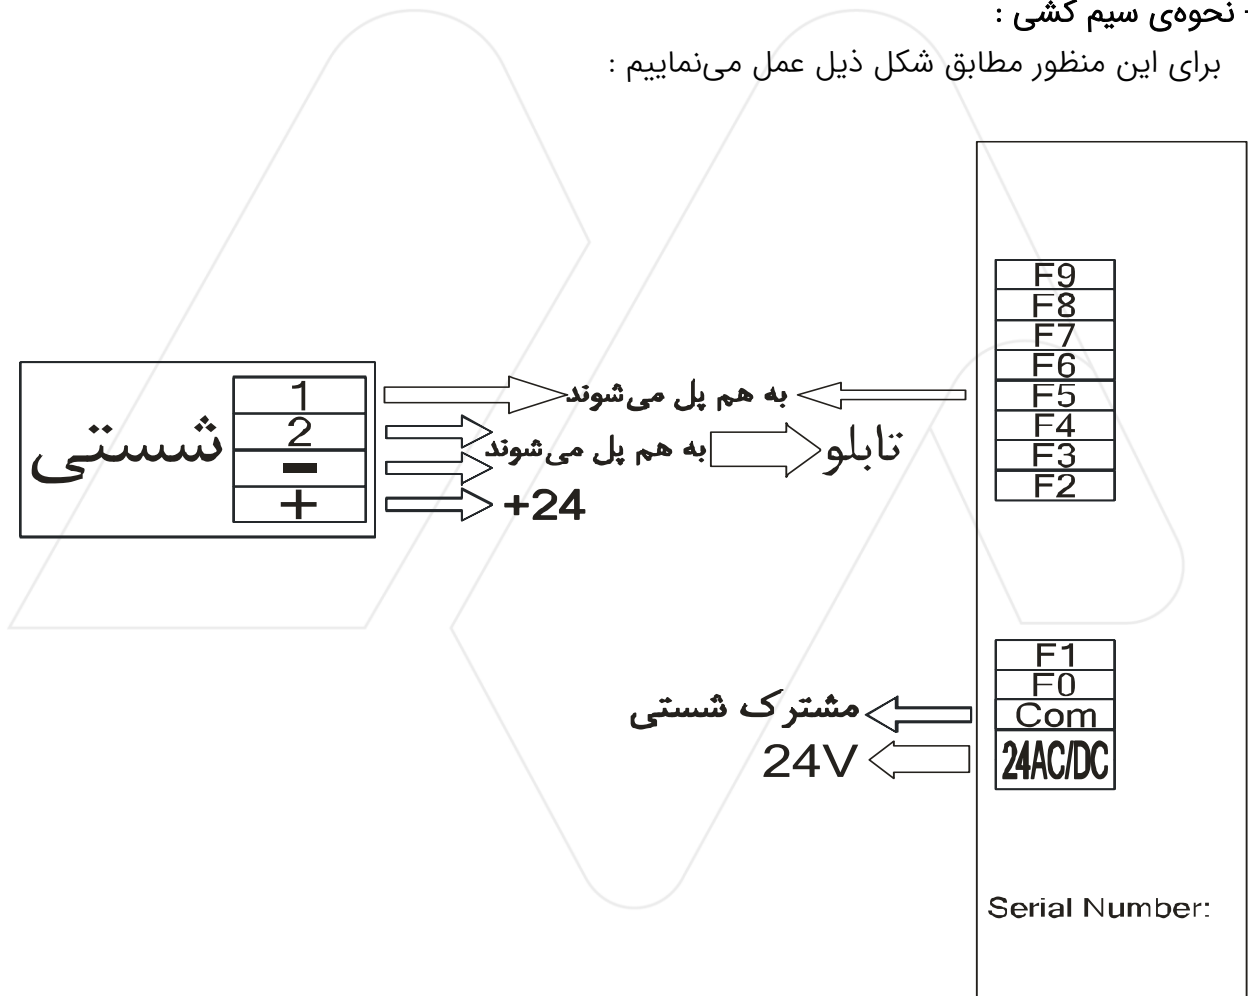 - نحوه‌ی سیم کشی :
برای این منظور مطابق شکل ذیل عمل می‌نماییم :
F9
F8
F7
F6
F5
F4
F3
F2
به هم پل می‌شوند
شستی
1
2
-
+
به هم پل می‌شوند
تابلو
+24
F1
F0
Com
24AC/DC
مشترک شستی
24V
Serial Number: